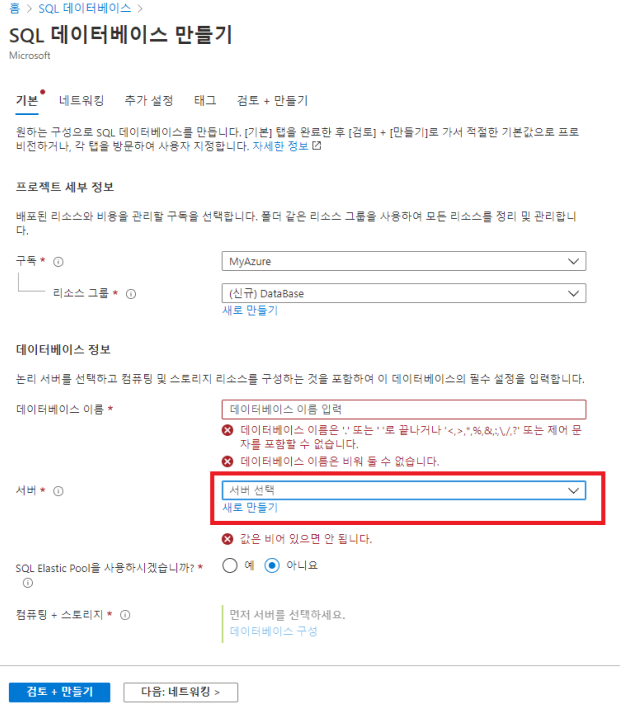 홈 > SQL 데이터베이스 >
SQL 데이터베이스 만들기
Microsoft
기본 네트워킹 추가 설정 태그 검토 + 만들기
원하는 구성으로 SQL 데이터베이스를 만듭니다. [기본] 탭을 완료한 후 [검토] + [만들기]로 가서 적절한 기본값으로 프로
비전하거나, 각 탭을 방문하여 사용자 지정합니다. 자세한 정보
프로젝트 세부 정보
배포된 리소스와 비용을 관리할 구독을 선택합니다. 폴더 같은 리소스 그룹을 사용하여 모든 리소스를 정리 및 관리합니
다.
구독 * MyAzure
리소스 그룹 * (신규) DataBase
새로 만들기
데이터베이스 정보
논리 서버를 선택하고 컴퓨팅 및 스토리지 리소스를 구성하는 것을 포함하여 이 데이터베이스의 필수 설정을 입력합니다.
데이터베이스 이름 * 데이터베이스 이름 입력
데이터베이스 이름은 '.' 또는 ' '로 끝나거나 '<,>,*,%,&,:,\,/,?' 또는 제어 문
자를 포함할 수 없습니다.
데이터베이스 이름은 비워 둘 수 없습니다.
서버 * 서버 선택
새로 만들기
값은 비어 있으면 안 됩니다.
SQL Elastic Pool을 사용하시겠습니까? * 예 아니요
컴퓨팅 + 스토리지 * 먼저 서버를 선택하세요.
데이터베이스 구성
검토 + 만들기 다음: 네트워킹 >